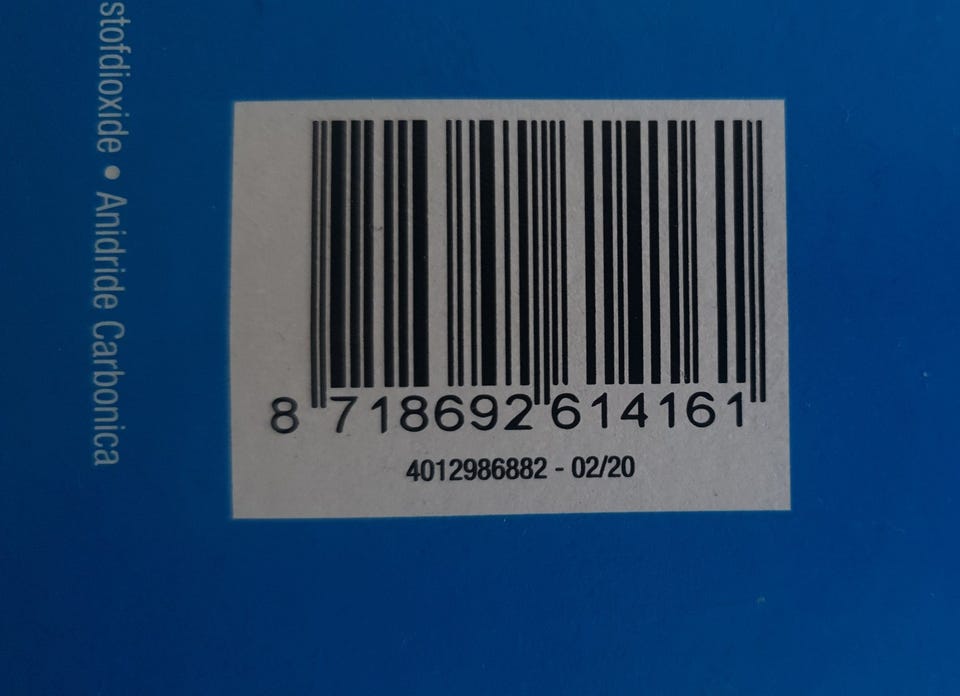 stofdioxide • Anidride Carbonica
8 718692 614161
4012986882 - 02/20